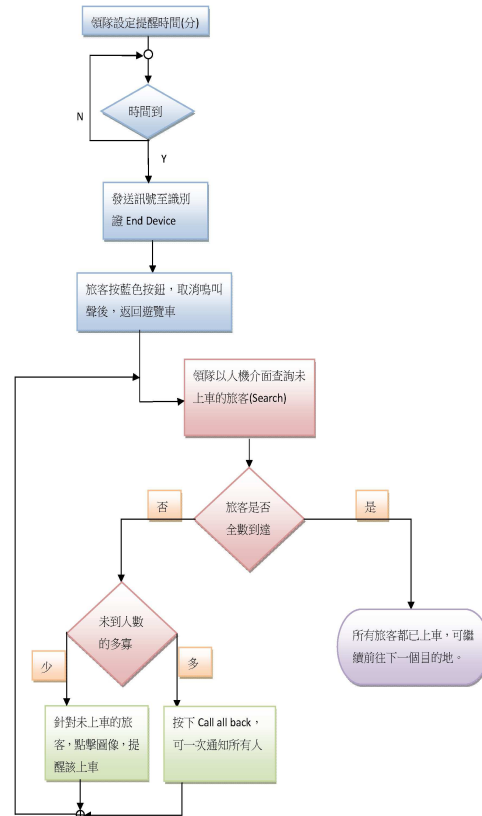 領隊設定提醒時間(分)
時間到
N
Y
發送訊號至識別
證 End Device
旅客按藍色按鈕，取消鳴叫
聲後，返回遊覽車
領隊以人機介面查詢未
上車的旅客(Search)
旅客是否
全數到達
否
是
未到人數
的多寡
所有旅客都已上車，可繼
續前往下一個目的地。
少
多
針對未上車的旅
客，點擊圖像，提
醒該上車
按下 Call all back，
可一次通知所有人